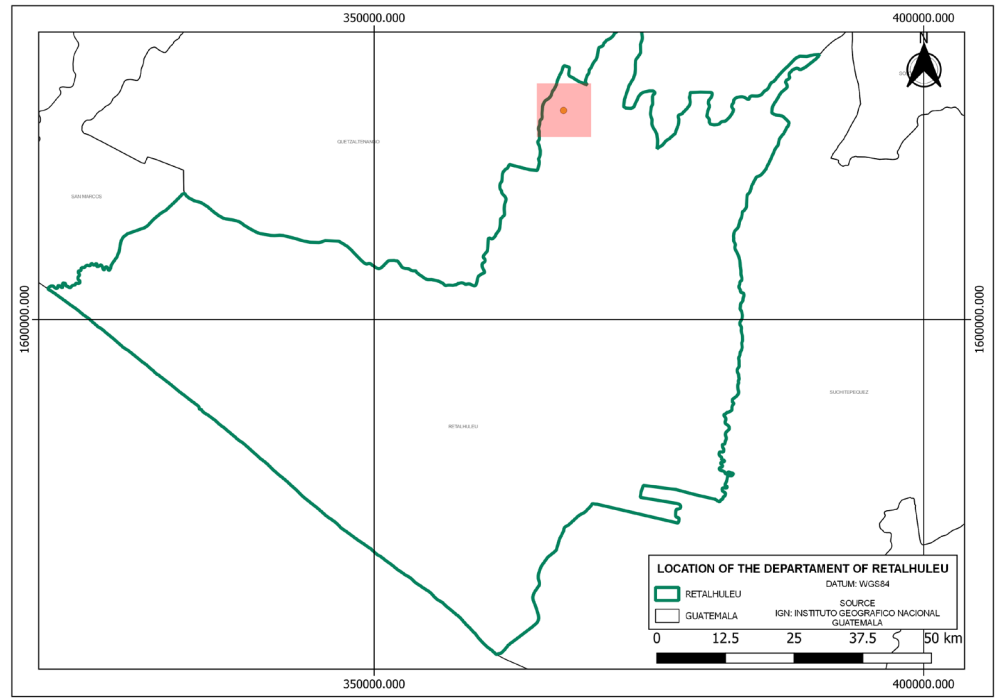 350000.000
400000.000
N
QUETZALTENANGO
SAN MARCOS
1600000.000
1600000.000
SUCHITEPEQUEZ
RETALHULEU
LOCATION OF THE DEPARTAMENT OF RETALHULEU
DATUM: WGS84
RETALHULEU
SOURCE
GUATEMALA
IGN: INSTITUTO GEOGRAFICO NACIONAL
GUATEMALA
0 12.5 25 37.5 50 km
350000.000
400000.000